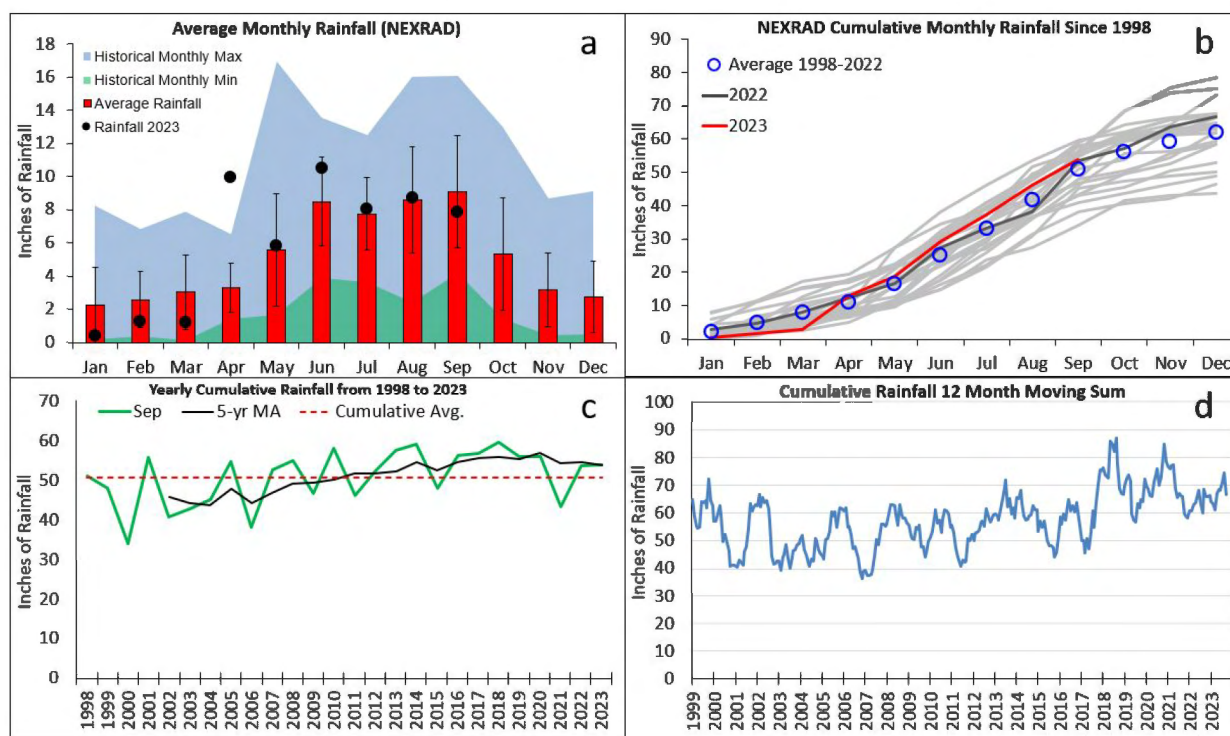 Average Monthly Rainfall (NEXRAD)
a
Inches of Rainfall
18
16
14
12
10
8
6
4
2
0
Historical Monthly Max
Historical Monthly Min
Average Rainfall
Rainfall 2023
Jan Feb Mar Apr May Jun Jul Aug Sep Oct Nov Dec
NEXRAD Cumulative Monthly Rainfall Since 1998
b
Inches of Rainfall
90
80
70
60
50
40
30
20
10
0
Average 1998-2022
2022
2023
Jan Feb Mar Apr May Jun Jul Aug Sep Oct Nov Dec
Yearly Cumulative Rainfall from 1998 to 2023
c
Sep 5-yr MA Cumulative Avg.
Inches of Rainfall
70
60
50
40
30
20
10
0
1998 1999 2000 2001 2002 2003 2004 2005 2006 2007 2008 2009 2010 2011 2012 2013 2014 2015 2016 2017 2018 2019 2020 2021 2022 2023
Cumulative Rainfall 12 Month Moving Sum
d
Inches of Rainfall
100
90
80
70
60
50
40
30
20
10
0
1999 2000 2001 2002 2003 2004 2005 2006 2007 2008 2009 2010 2011 2012 2013 2014 2015 2016 2017 2018 2019 2020 2021 2022 2023